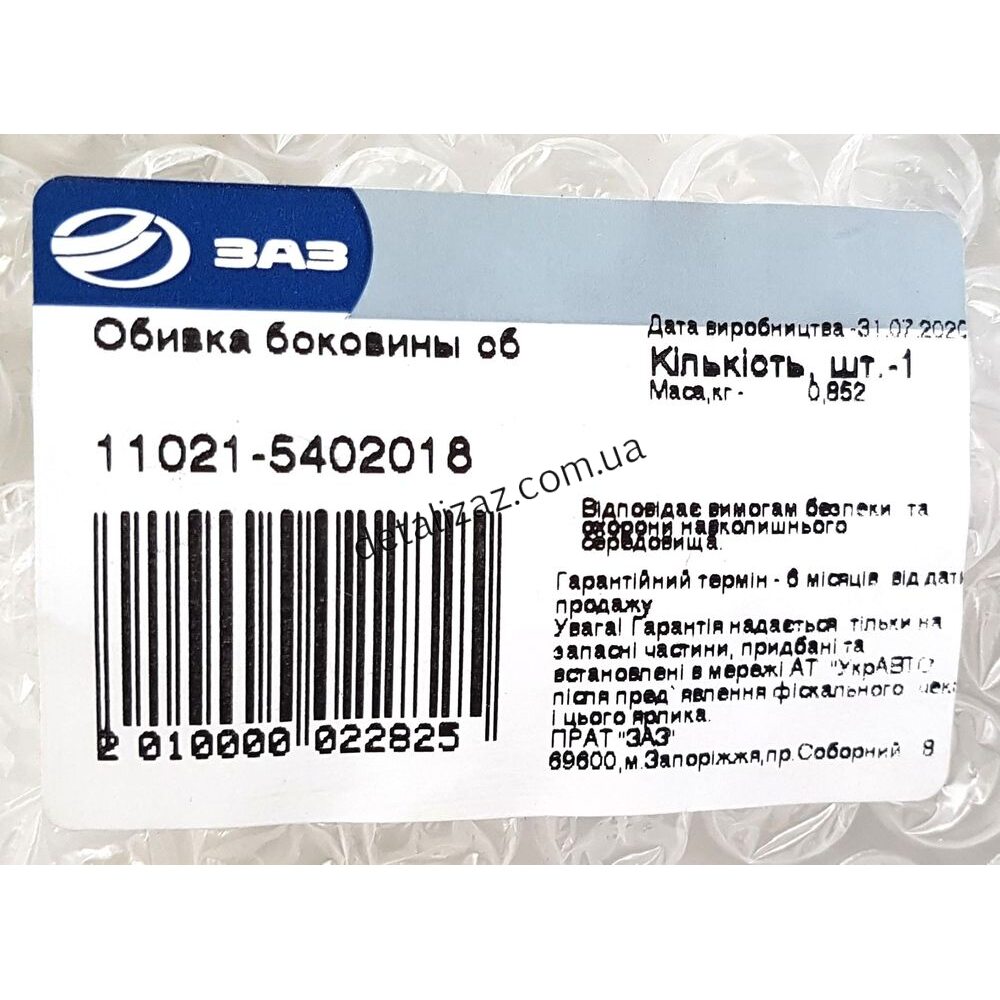 ЗАЗ
Обивка боковины об
Дата виробництва -31.07.2020
Кількість, шт.-1
Маса,кг - 0,852
11021-5402018
detalizaz.com.ua
Відповідає вимогам безпеки та
охорони навколишнього
середовища.
Гарантійний термін - 6 місяців від дати
продажу
Увага! Гарантія надається тільки на
запасні частини, придбані та
встановлені в мережі АТ "УкрАВТО"
після пред`явлення фіскального чека
і цього ярлика.
ПРАТ "ЗАЗ"
69600,м.Запоріжжя,пр.Соборний 8
2 010000 022825